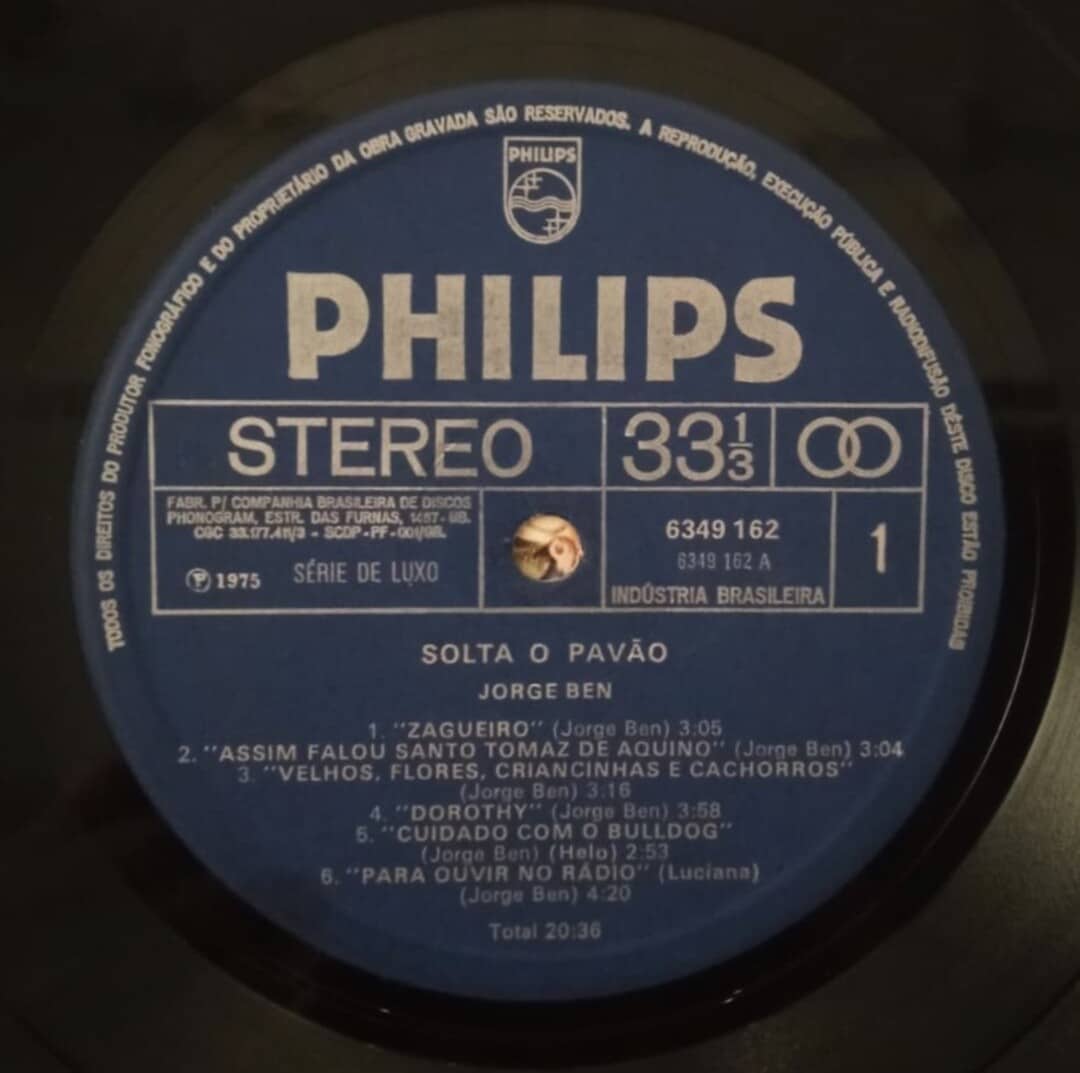 TODOS OS DIREITOS DO PRODUTOR FONOGRÁFICO E DO PROPRIETÁRIO DA OBRA GRAVADA SÃO RESERVADOS. A REPRODUÇÃO, EXECUÇÃO PÚBLICA E RADIODIFUSÃO DÊSTE DISCO ESTÃO PROIBIDAS
PHILIPS
PHILIPS
STEREO
33 1/3
FABR. P/ COMPANHIA BRASILEIRA DE DISCOS
PHONOGRAM, ESTR. DAS FURNAS,
CGC
Ⓟ 1975 SÉRIE DE LUXO
6349 162
6349 162 A
INDÚSTRIA BRASILEIRA
1
SOLTA O PAVÃO
JORGE BEN
1. "ZAGUEIRO" (Jorge Ben) 3:05
2. "ASSIM FALOU SANTO TOMAZ DE AQUINO" (Jorge Ben) 3:04
3. "VELHOS, FLORES, CRIANCINHAS E CACHORROS"
(Jorge Ben) 3.16
4. "DOROTHY" (Jorge Ben) 3:58
5. "CUIDADO COM O BULLDOG"
(Jorge Ben) (Helo) 2:53
6. "PARA OUVIR NO RÁDIO" (Luciana)
(Jorge Ben) 4:20
Total 20:36